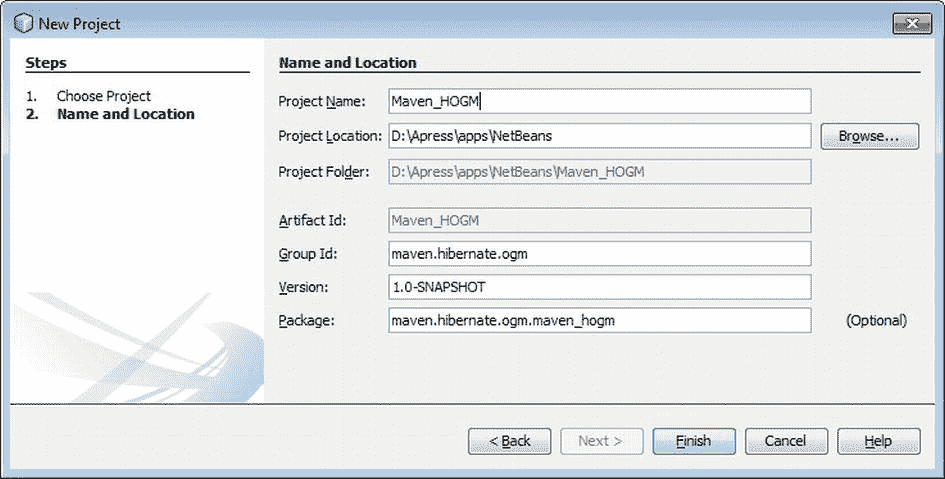 New Project
Steps
1. Choose Project
2. Name and Location
Name and Location
Project Name: Maven_HOGM
Project Location: D:\Apress\apps\NetBeans Browse...
Project Folder: D:\Apress\apps\NetBeans\Maven_HOGM
Artifact Id: Maven_HOGM
Group Id: maven.hibernate.ogm
Version: 1.0-SNAPSHOT
Package: maven.hibernate.ogm.maven_hogm (Optional)
< Back Next > Finish Cancel Help